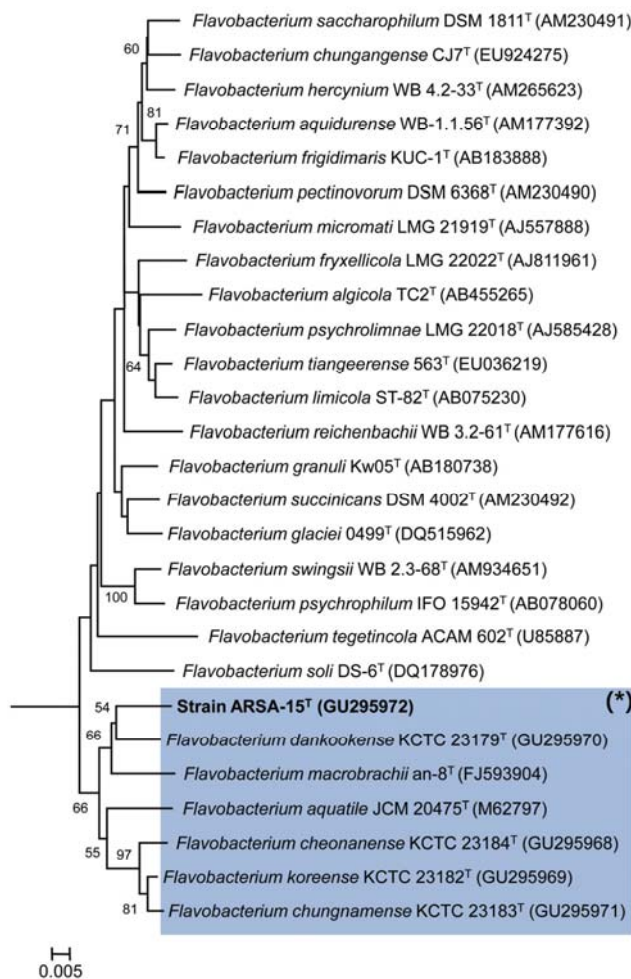 Flavobacterium saccharophilum DSM 1811ᵀ (AM230491)
60
Flavobacterium chungangense CJ7ᵀ (EU924275)
Flavobacterium hercynium WB 4.2-33ᵀ (AM265623)
81
Flavobacterium aquidurense WB-1.1.56ᵀ (AM177392)
71
Flavobacterium frigidimaris KUC-1ᵀ (AB183888)
Flavobacterium pectinovorum DSM 6368ᵀ (AM230490)
Flavobacterium micromati LMG 21919ᵀ (AJ557888)
Flavobacterium fryxellicola LMG 22022ᵀ (AJ811961)
Flavobacterium algicola TC2ᵀ (AB455265)
Flavobacterium psychrolimnae LMG 22018ᵀ (AJ585428)
64
Flavobacterium tiangeerense 563ᵀ (EU036219)
Flavobacterium limicola ST-82ᵀ (AB075230)
Flavobacterium reichenbachii WB 3.2-61ᵀ (AM177616)
Flavobacterium granuli Kw05ᵀ (AB180738)
Flavobacterium succinicans DSM 4002ᵀ (AM230492)
Flavobacterium glaciei 0499ᵀ (DQ515962)
Flavobacterium swingsii WB 2.3-68ᵀ (AM934651)
100
Flavobacterium psychrophilum IFO 15942ᵀ (AB078060)
Flavobacterium tegetincola ACAM 602ᵀ (U85887)
Flavobacterium soli DS-6ᵀ (DQ178976)
54
Strain ARSA-15ᵀ (GU295972) (*)
66
Flavobacterium dankookense KCTC 23179ᵀ (GU295970)
Flavobacterium macrobrachii an-8ᵀ (FJ593904)
66
Flavobacterium aquatile JCM 20475ᵀ (M62797)
55
97
Flavobacterium cheonanense KCTC 23184ᵀ (GU295968)
Flavobacterium koreense KCTC 23182ᵀ (GU295969)
81
Flavobacterium chungnamense KCTC 23183ᵀ (GU295971)
0.005